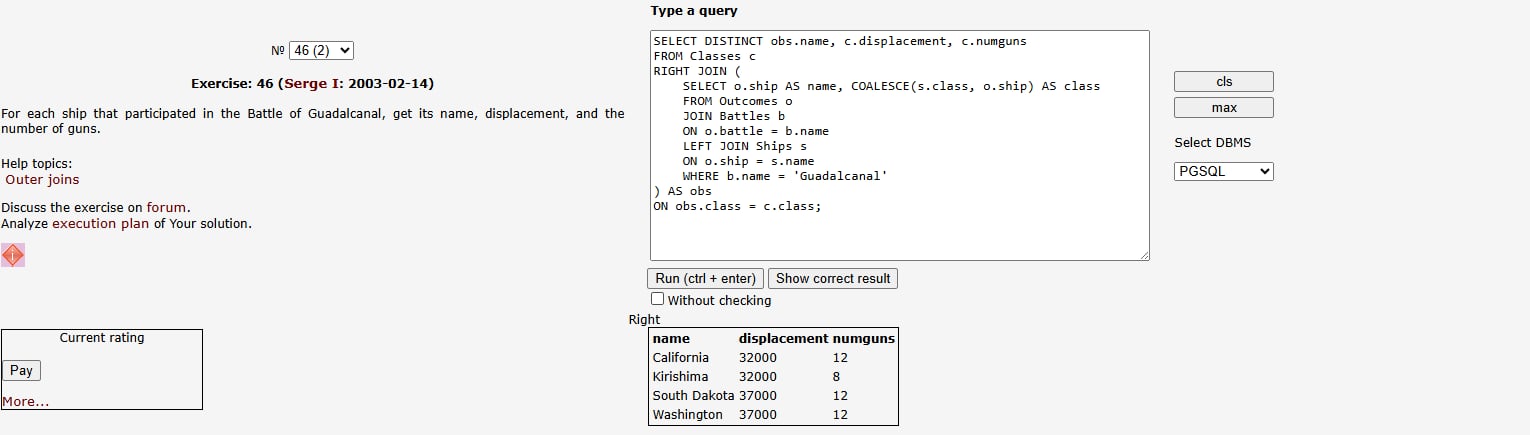 № 46 (2)
Exercise: 46 (Serge I: 2003-02-14)
For each ship that participated in the Battle of Guadalcanal, get its name, displacement, and the
number of guns.
Help topics:
Outer joins
Discuss the exercise on forum.
Analyze execution plan of Your solution.
Current rating
Pay
More...
Type a query
SELECT DISTINCT obs.name, c.displacement, c.numguns
FROM Classes c
RIGHT JOIN (
    SELECT o.ship AS name, COALESCE(s.class, o.ship) AS class
    FROM Outcomes o
    JOIN Battles b
    ON o.battle = b.name
    LEFT JOIN Ships s
    ON o.ship = s.name
    WHERE b.name = 'Guadalcanal'
) AS obs
ON obs.class = c.class;
Run (ctrl + enter) Show correct result
Without checking
Right
name displacement numguns
California 32000 12
Kirishima 32000 8
South Dakota 37000 12
Washington 37000 12
cls
max
Select DBMS
PGSQL